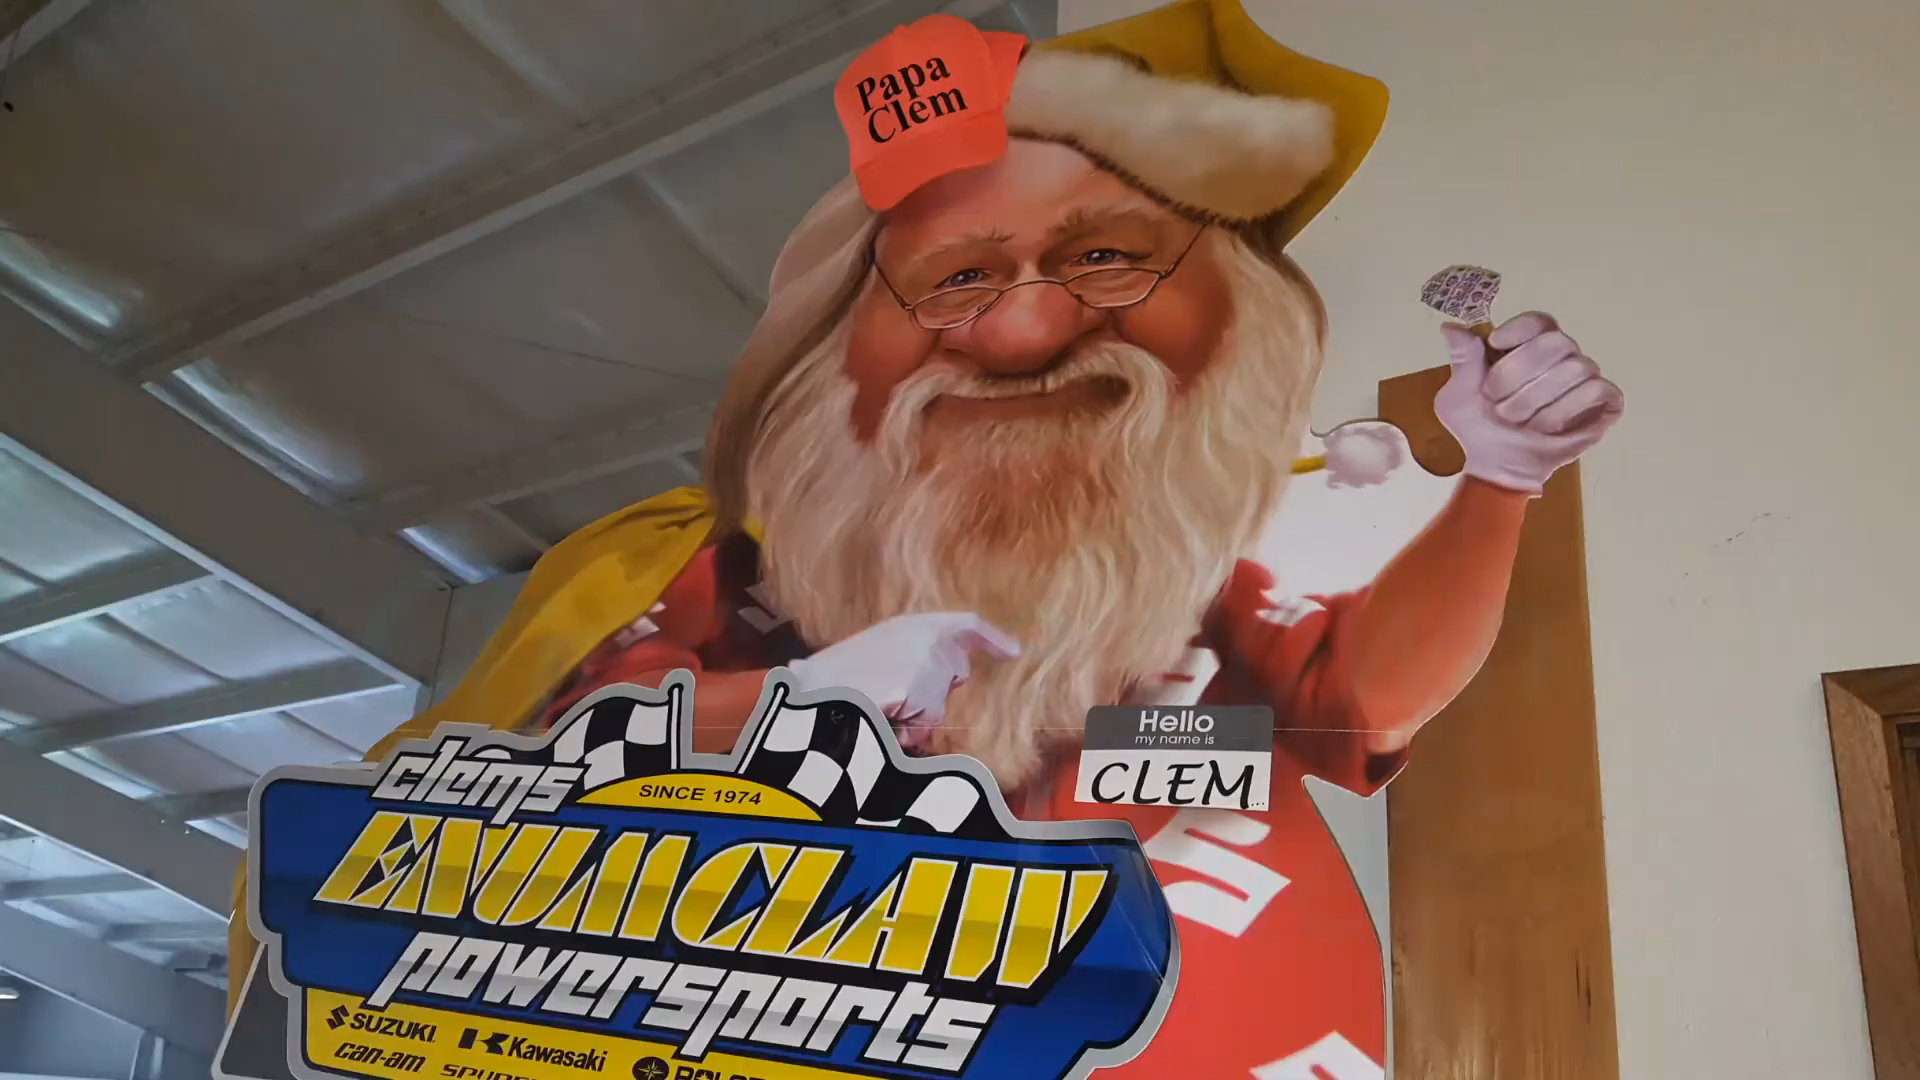 Papa
Clem
Hello
my name is
CLEM
clems
SINCE 1974
ENUMCLAW
powersports
SUZUKI
Kawasaki
can-am